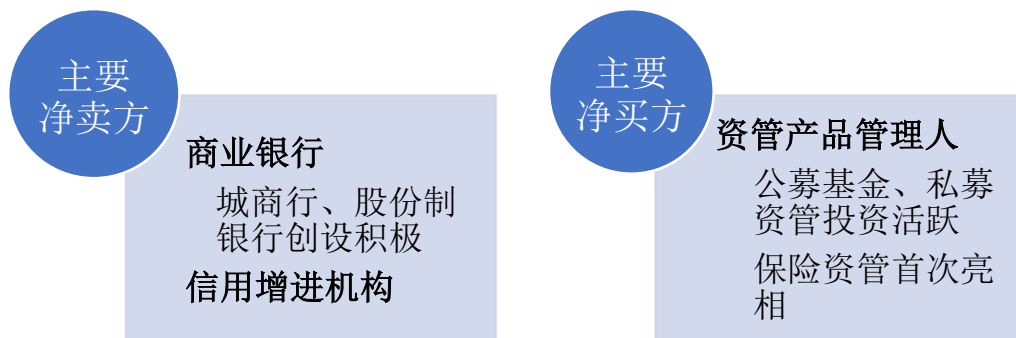 主要
净卖方
商业银行
城商行、股份制
银行创设积极
信用增进机构
主要
净买方
资管产品管理人
公募基金、私募
资管投资活跃
保险资管首次亮
相